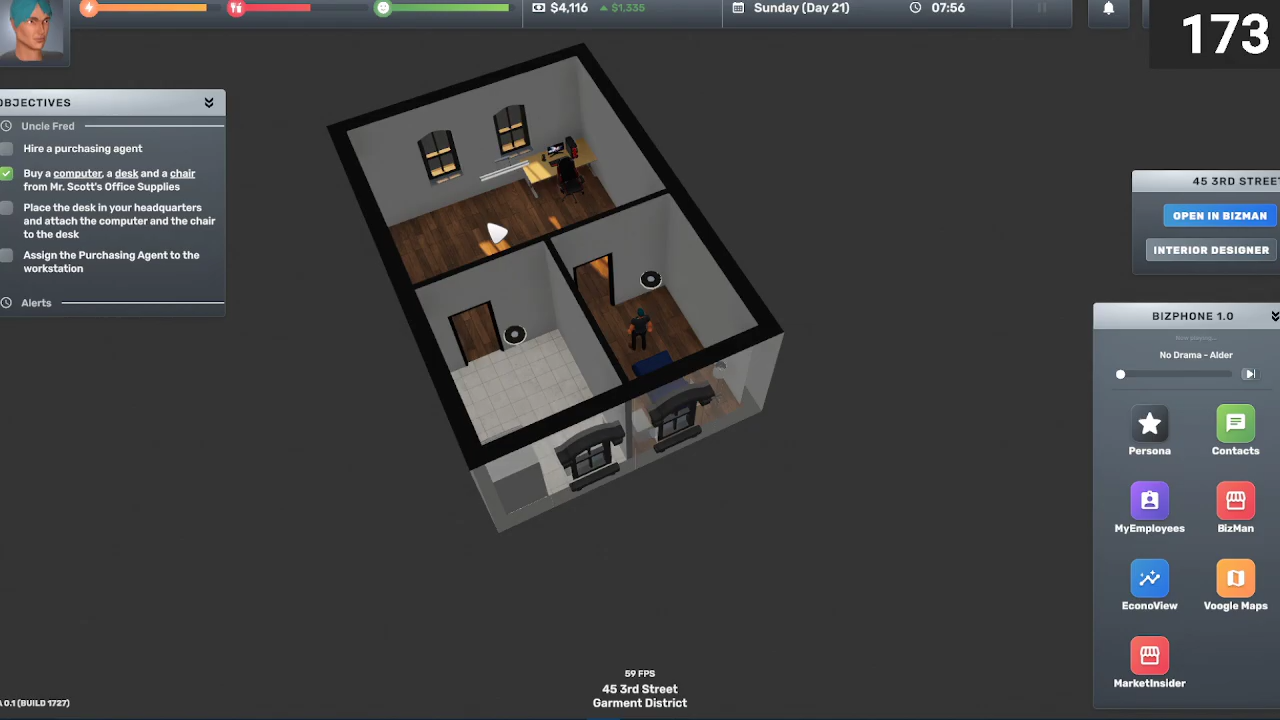 $4,116 ▲ $1,335
Sunday (Day 21)
07:56
173
OBJECTIVES
Uncle Fred
Hire a purchasing agent
Buy a computer, a desk and a chair
from Mr. Scott's Office Supplies
Place the desk in your headquarters
and attach the computer and the chair
to the desk
Assign the Purchasing Agent to the
workstation
Alerts
45 3RD STREET
OPEN IN BIZMAN
INTERIOR DESIGNER
BIZPHONE 1.0
Now playing...
No Drama - Alder
Persona
Contacts
MyEmployees
BizMan
EconoView
Voogle Maps
MarketInsider
59 FPS
45 3rd Street
Garment District
A 0.1 (BUILD 1727)